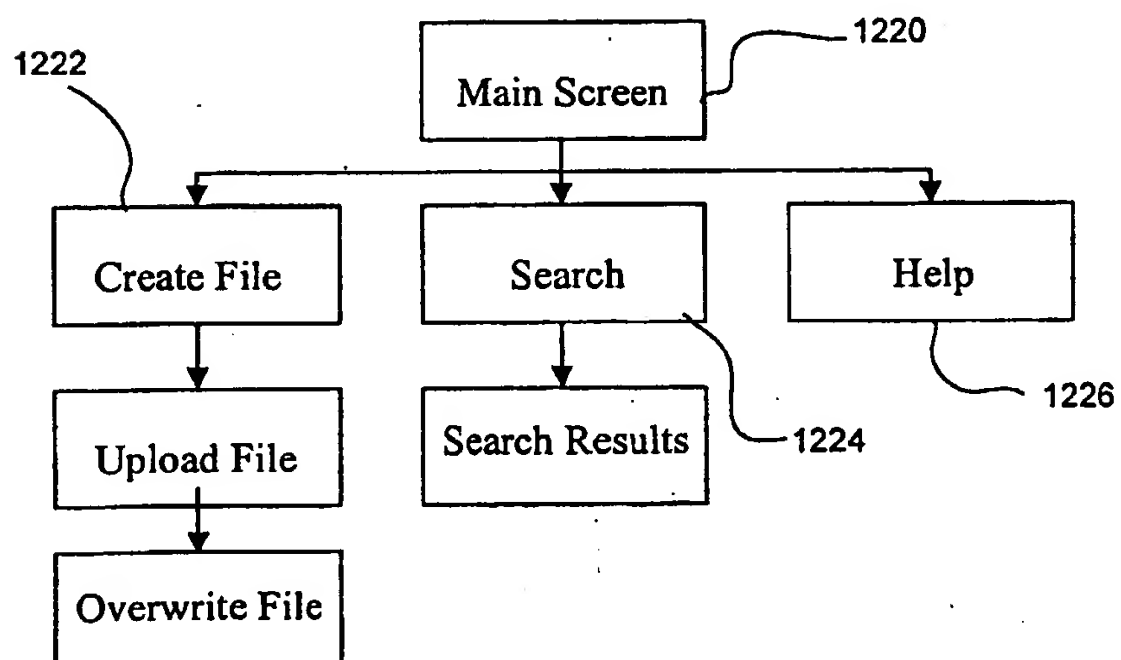 1220
1222
Main Screen
Create File
Search
Help
1226
1224
Upload File
Search Results
Overwrite File